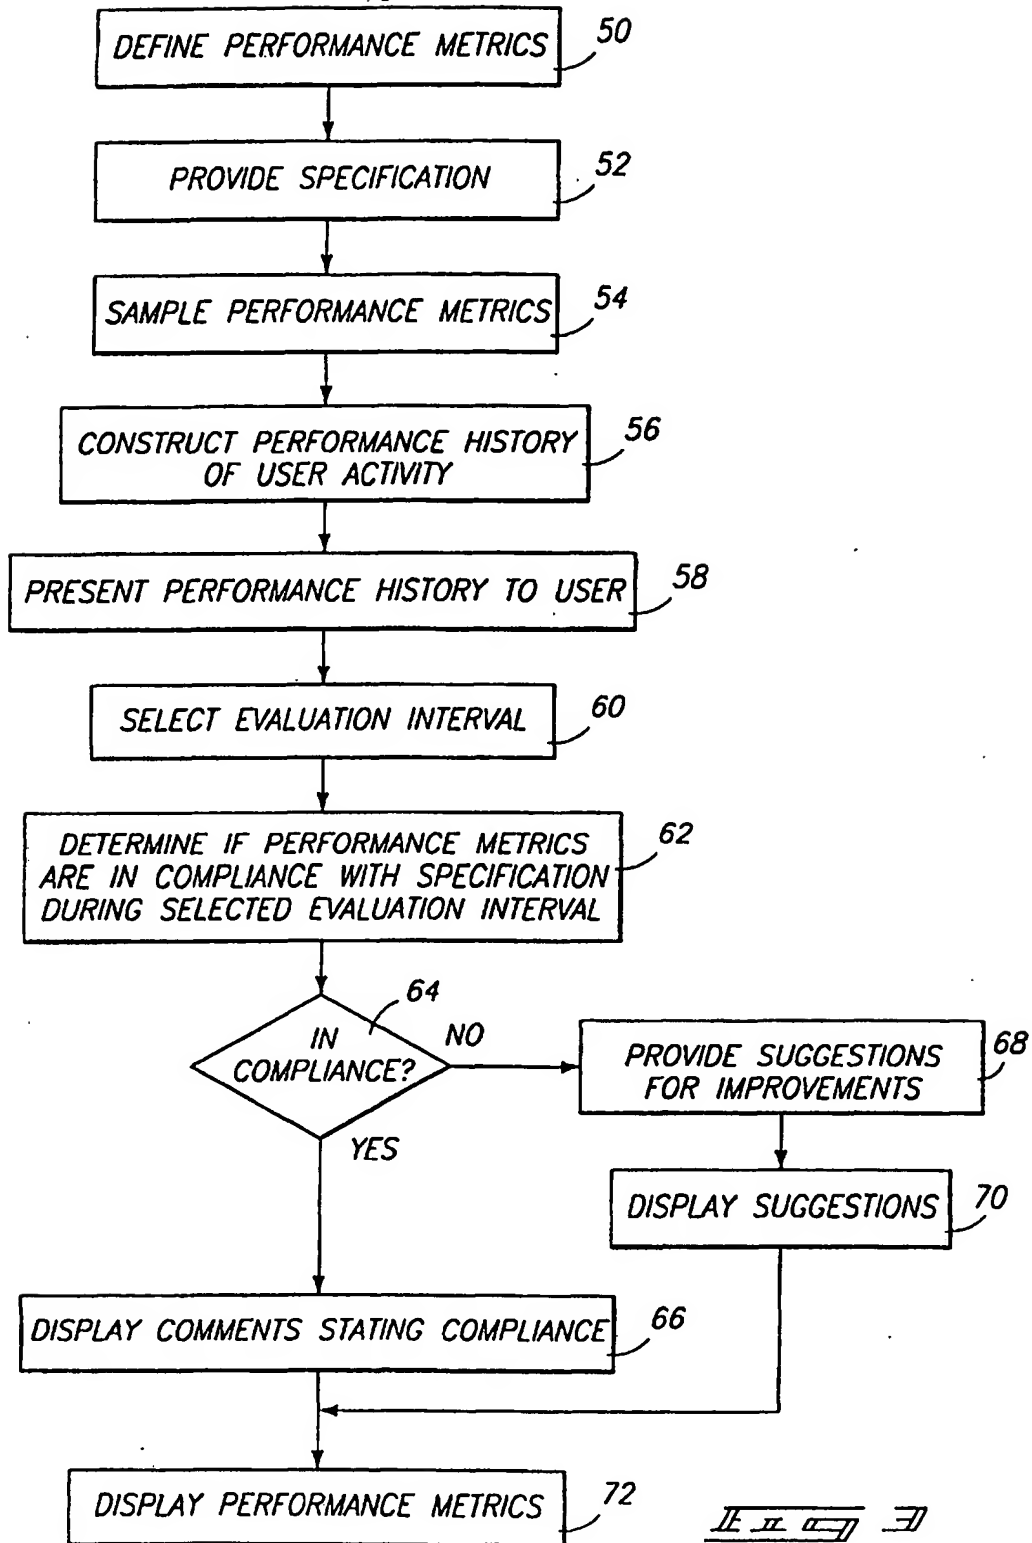 DEFINE PERFORMANCE METRICS
50
PROVIDE SPECIFICATION
52
SAMPLE PERFORMANCE METRICS
54
CONSTRUCT PERFORMANCE HISTORY
OF USER ACTIVITY
56
PRESENT PERFORMANCE HISTORY TO USER
58
SELECT EVALUATION INTERVAL
60
DETERMINE IF PERFORMANCE METRICS
ARE IN COMPLIANCE WITH SPECIFICATION
DURING SELECTED EVALUATION INTERVAL
62
64
IN
COMPLIANCE?
NO
YES
PROVIDE SUGGESTIONS
FOR IMPROVEMENTS
68
DISPLAY SUGGESTIONS
70
DISPLAY COMMENTS STATING COMPLIANCE
66
DISPLAY PERFORMANCE METRICS
72
FIG 3